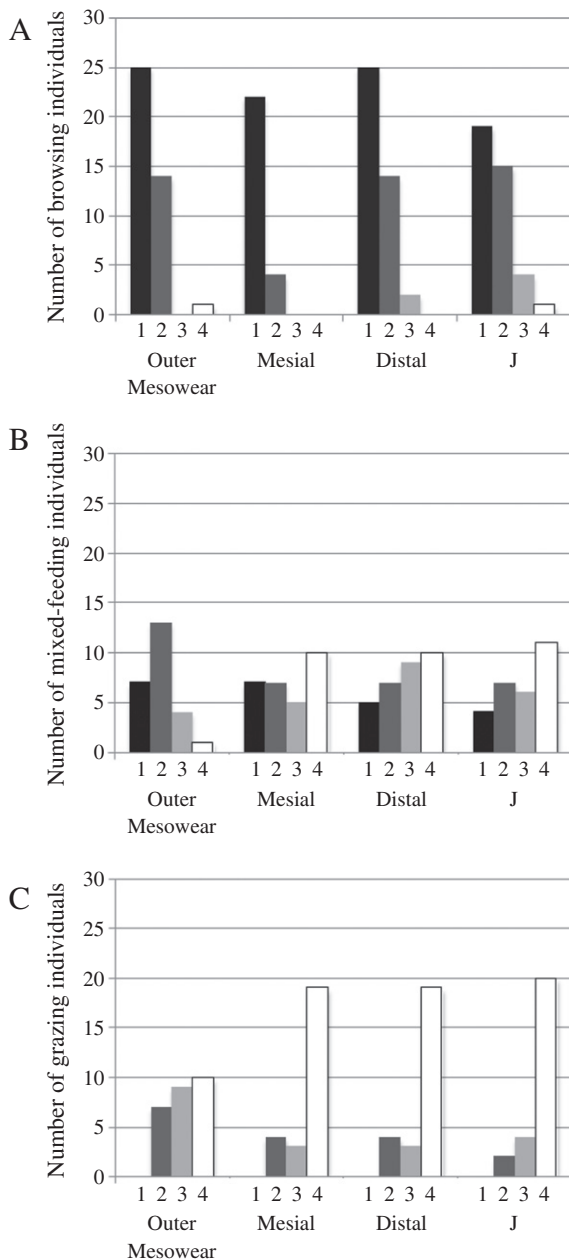 A
Number of browsing individuals
30
25
20
15
10
5
0
1 2 3 4 1 2 3 4 1 2 3 4 1 2 3 4
Outer Mesial Distal J
Mesowear
B
Number of mixed-feeding individuals
30
25
20
15
10
5
0
1 2 3 4 1 2 3 4 1 2 3 4 1 2 3 4
Outer Mesial Distal J
Mesowear
C
Number of grazing individuals
30
25
20
15
10
5
0
1 2 3 4 1 2 3 4 1 2 3 4 1 2 3 4
Outer Mesial Distal J
Mesowear